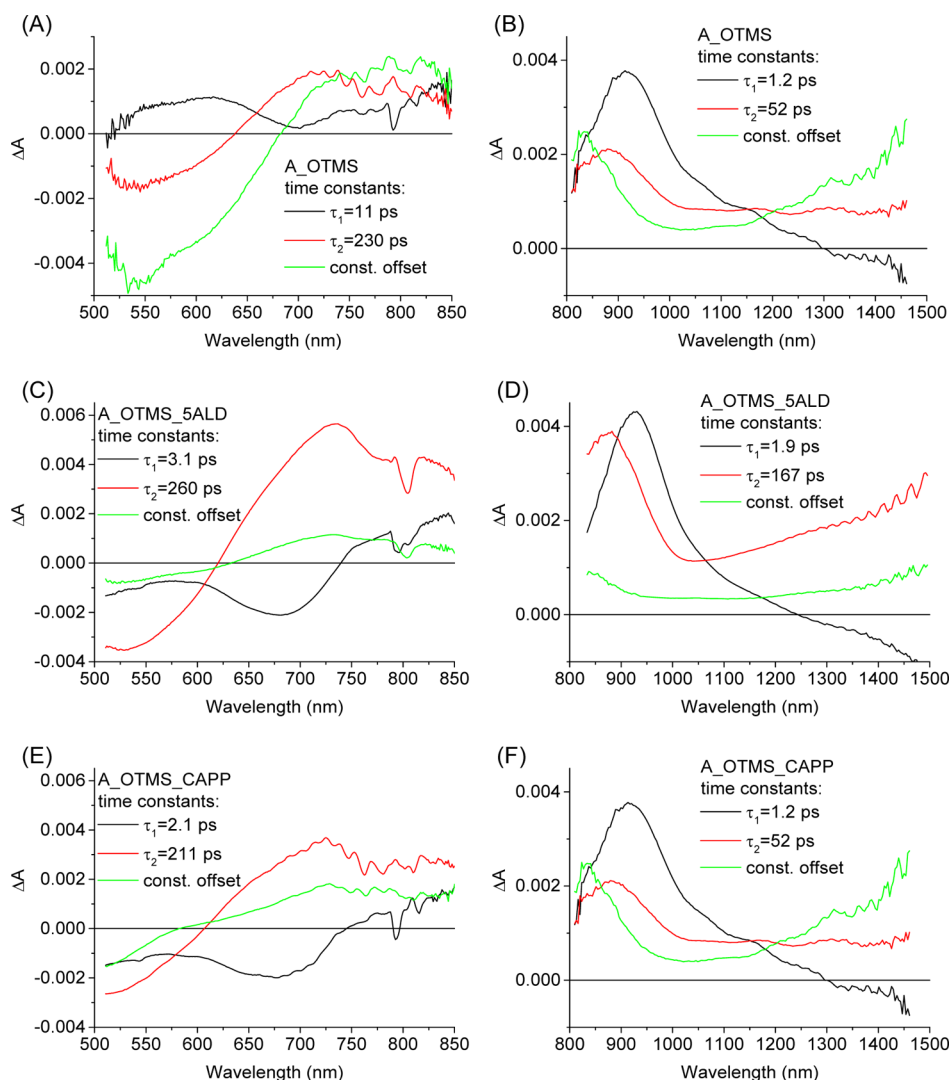 (A)
0.002
0.000
-0.002
-0.004
ΔA
A_OTMS
time constants:
τ1=11 ps
τ2=230 ps
const. offset
500 550 600 650 700 750 800 850
Wavelength (nm)
(B)
0.004
0.002
0.000
ΔA
A_OTMS
time constants:
τ1=1.2 ps
τ2=52 ps
const. offset
800 900 1000 1100 1200 1300 1400 1500
Wavelength (nm)
(C)
0.006
0.004
0.002
0.000
-0.002
-0.004
ΔA
A_OTMS_5ALD
time constants:
τ1=3.1 ps
τ2=260 ps
const. offset
500 550 600 650 700 750 800 850
Wavelength (nm)
(D)
0.004
0.002
0.000
ΔA
A_OTMS_5ALD
time constants:
τ1=1.9 ps
τ2=167 ps
const. offset
800 900 1000 1100 1200 1300 1400 1500
Wavelength (nm)
(E)
0.006
0.004
0.002
0.000
-0.002
-0.004
ΔA
A_OTMS_CAPP
time constants:
τ1=2.1 ps
τ2=211 ps
const. offset
500 550 600 650 700 750 800 850
Wavelength (nm)
(F)
0.004
0.002
0.000
ΔA
A_OTMS_CAPP
time constants:
τ1=1.2 ps
τ2=52 ps
const. offset
800 900 1000 1100 1200 1300 1400 1500
Wavelength (nm)